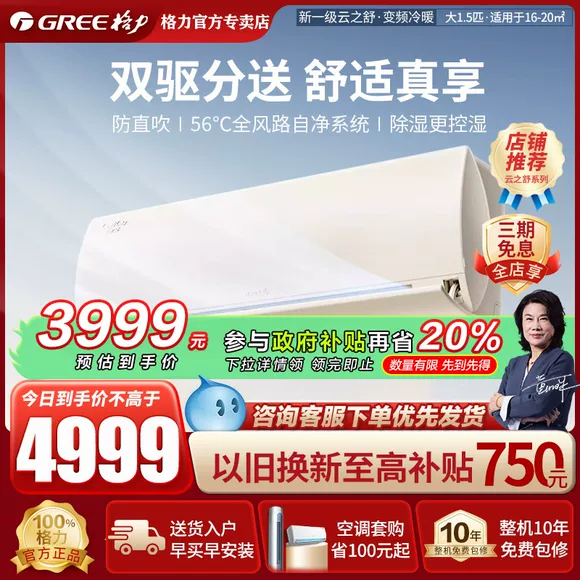 GREE格力 格力官方专卖店
新一级云之舒·变频冷暖
大1.5匹·适用于16-20㎡
双驱分送 舒适真享
防直吹 | 56℃全风路自净系统 | 除湿更控湿
店铺
推荐
云之舒系列
三期
免息
全店享
3999元
预估到手价
参与政府补贴再省20%
下拉详情领 领完即止
数量有限 先到先得
今日到手价不高于
4999
咨询客服下单优先发货
以旧换新至高补贴750元
100%
格力
官方正品
送货入户
早买早安装
空调套购
省100元起
10年
整机免费包修
整机10年
免费包修